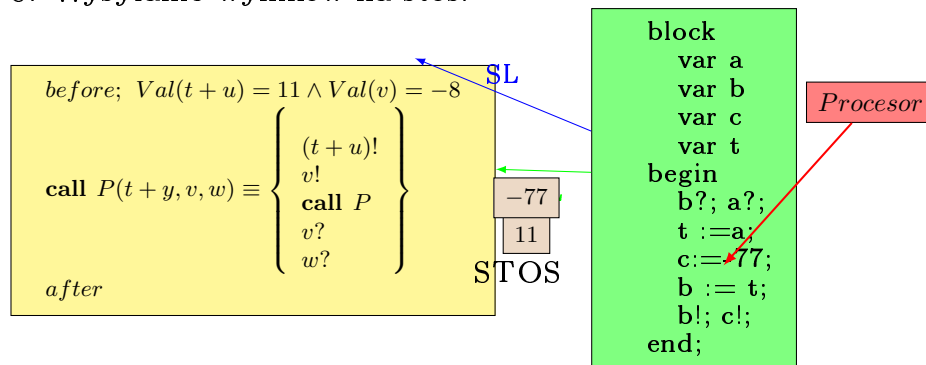 before; Val(t + u) = 11 ∧ Val(v) = −8
call P(t + y, v, w) ≡
(t + u)!
v!
call P
v?
w?
after
SL
−77
11
STOS
block
var a
var b
var c
var t
begin
b?; a?;
t :=a;
c:=-77;
b := t;
b!; c!;
end;
Procesor